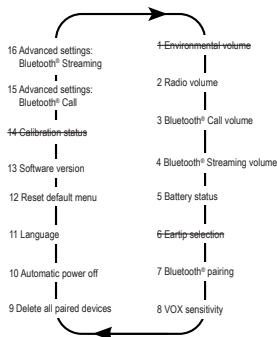 1 Environmental volume
2 Radio volume
3 Bluetooth® Call volume
4 Bluetooth® Streaming volume
5 Battery status
6 Eartip selection
7 Bluetooth® pairing
8 VOX sensitivity
9 Delete all paired devices
10 Automatic power off
11 Language
12 Reset default menu
13 Software version
14 Calibration status
15 Advanced settings:
Bluetooth® Call
16 Advanced settings:
Bluetooth® Streaming